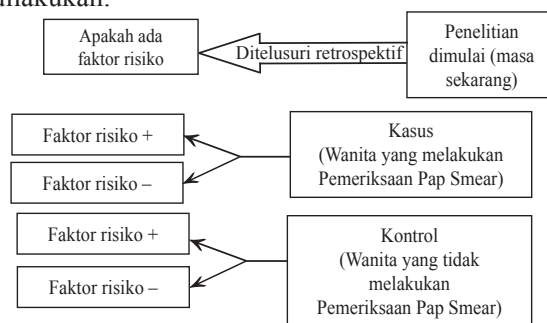 Apakah ada
faktor risiko
Ditelusuri retrospektif
Penelitian
dimulai (masa
sekarang)
Faktor risiko +
Faktor risiko –
Kasus
(Wanita yang melakukan
Pemeriksaan Pap Smear)
Faktor risiko +
Faktor risiko –
Kontrol
(Wanita yang tidak
melakukan
Pemeriksaan Pap Smear)